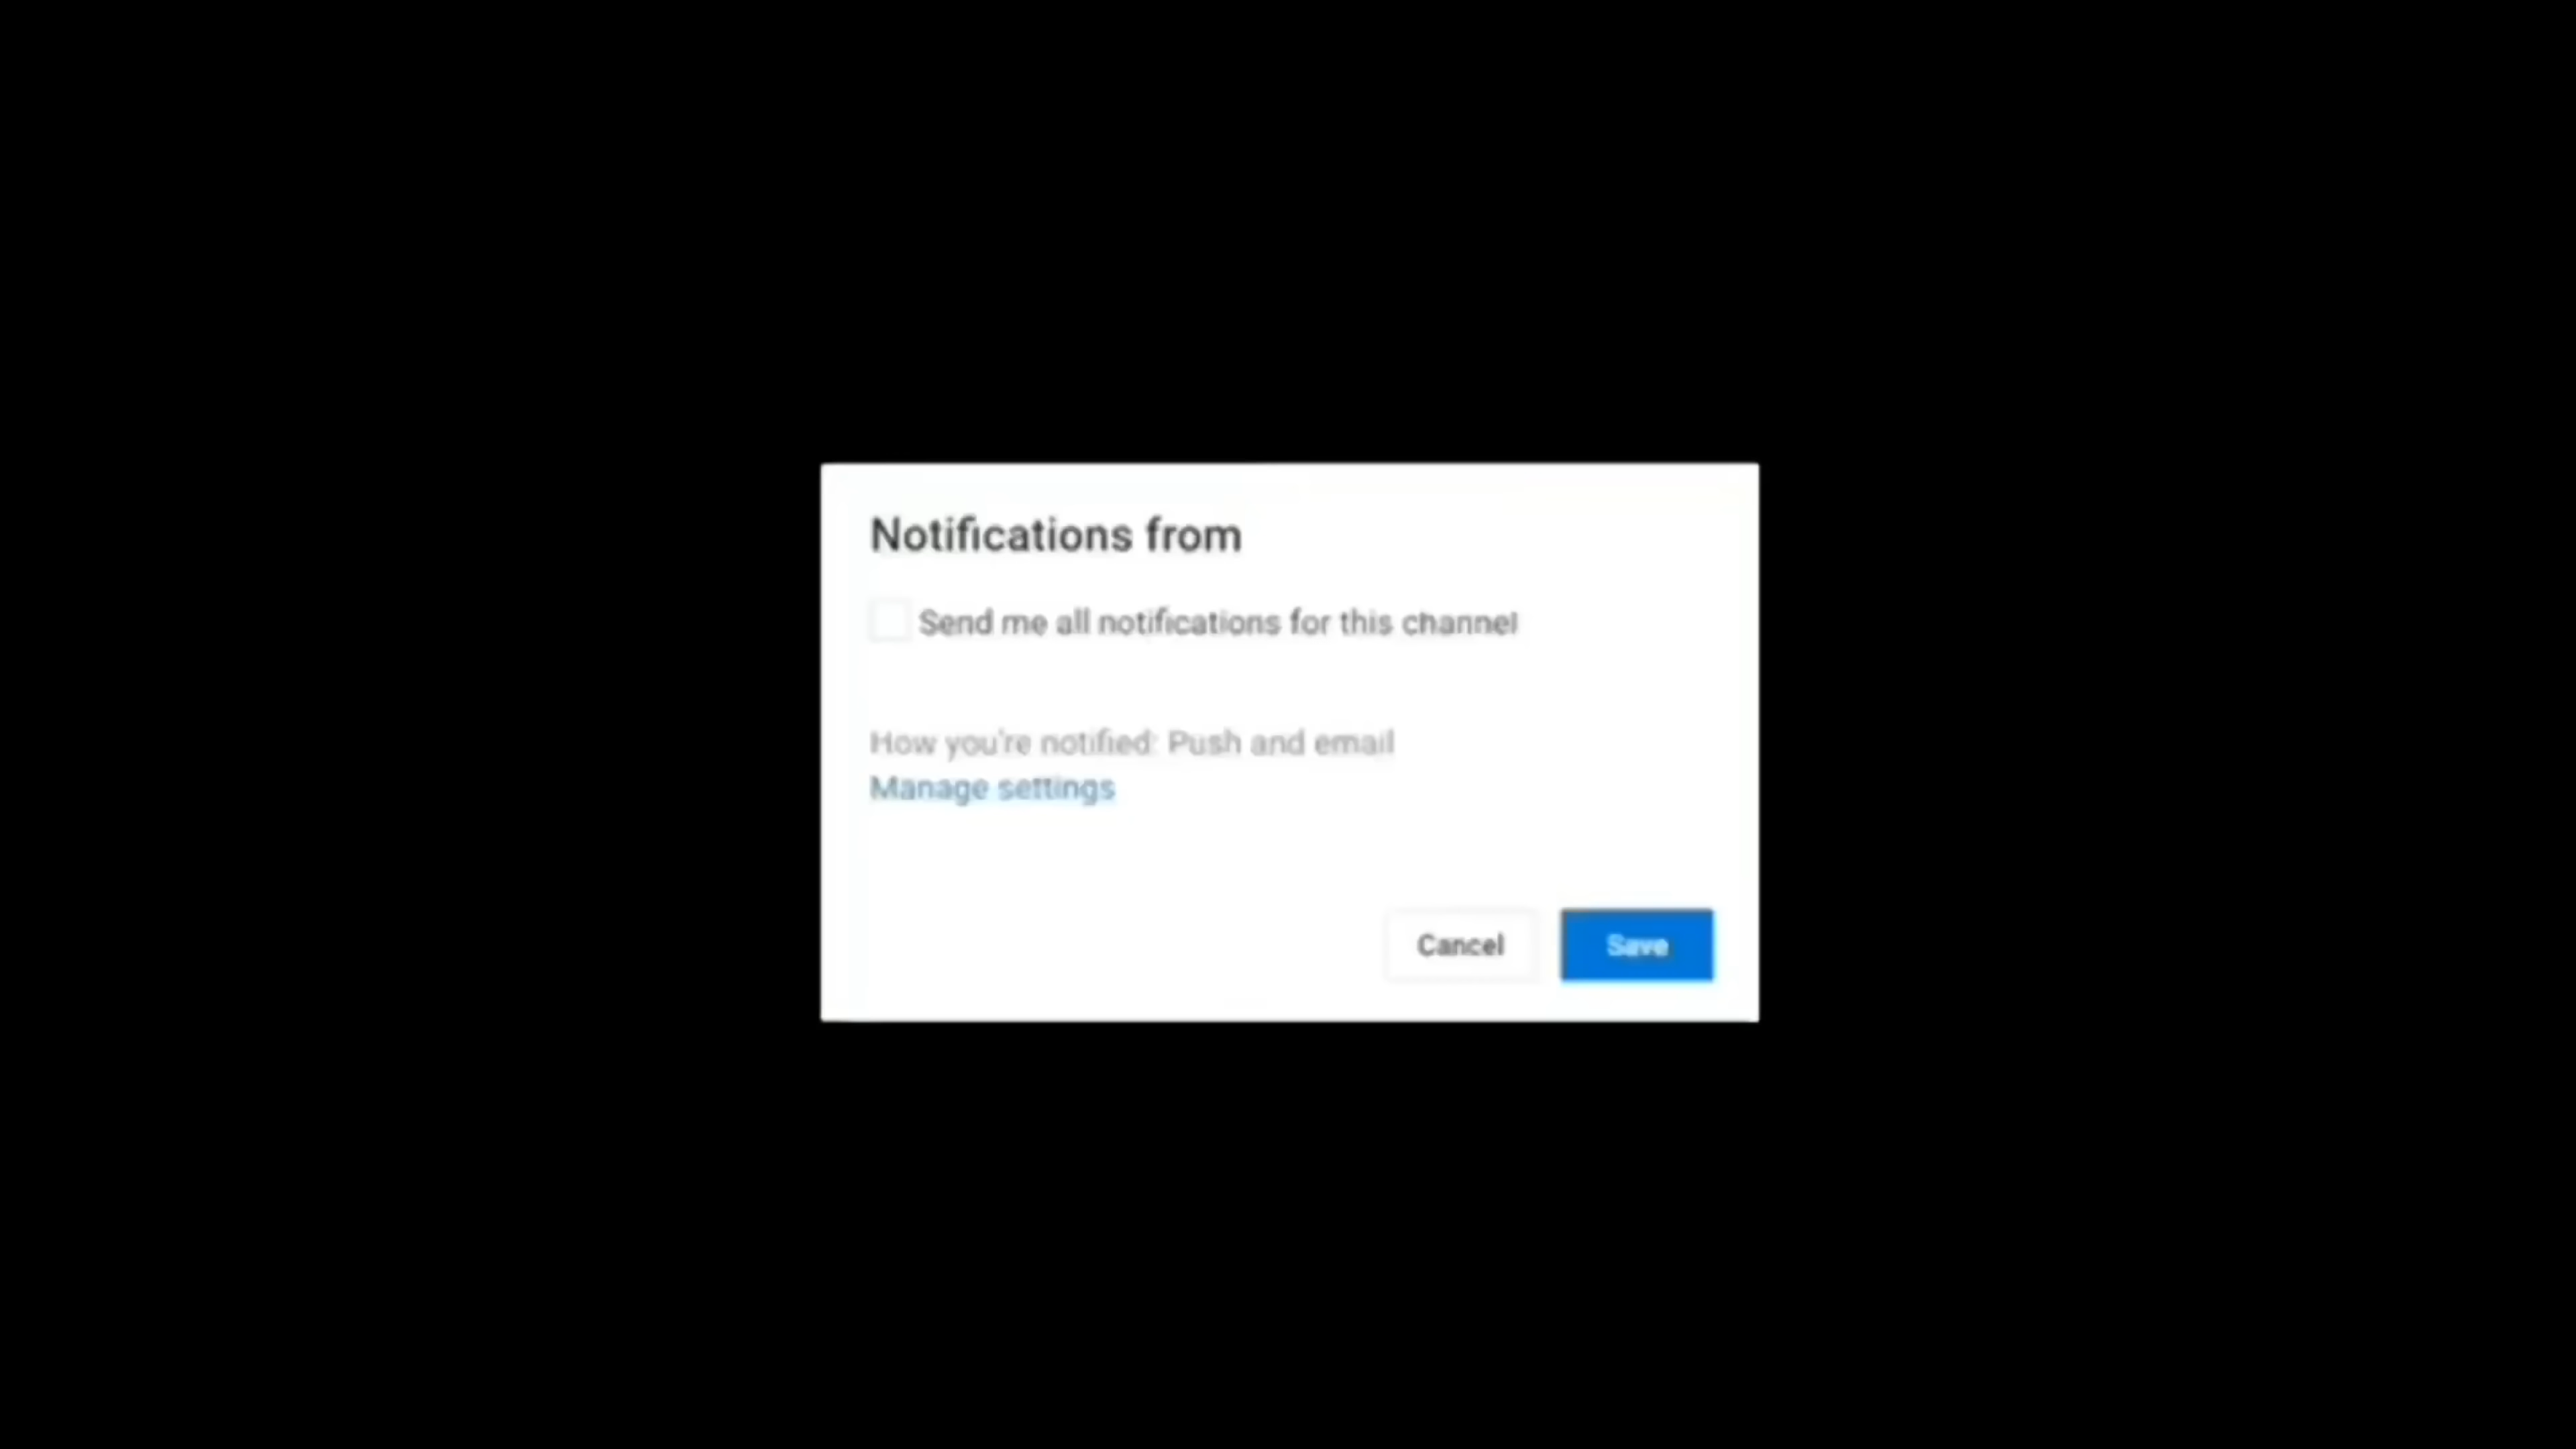 Notifications from
Send me all notifications for this channel
How you're notified: Push and email
Manage settings
Cancel
Save